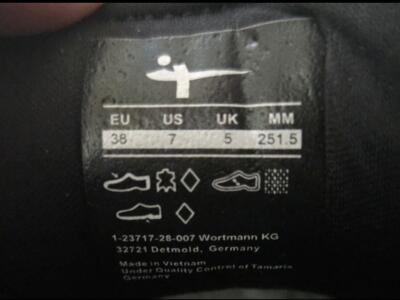 EU US UK MM
38 7 5 251.5
1-23717-28-007 Wortmann KG
32721 Detmold, Germany
Made in Vietnam
Under Quality Control of Tamaris
Germany